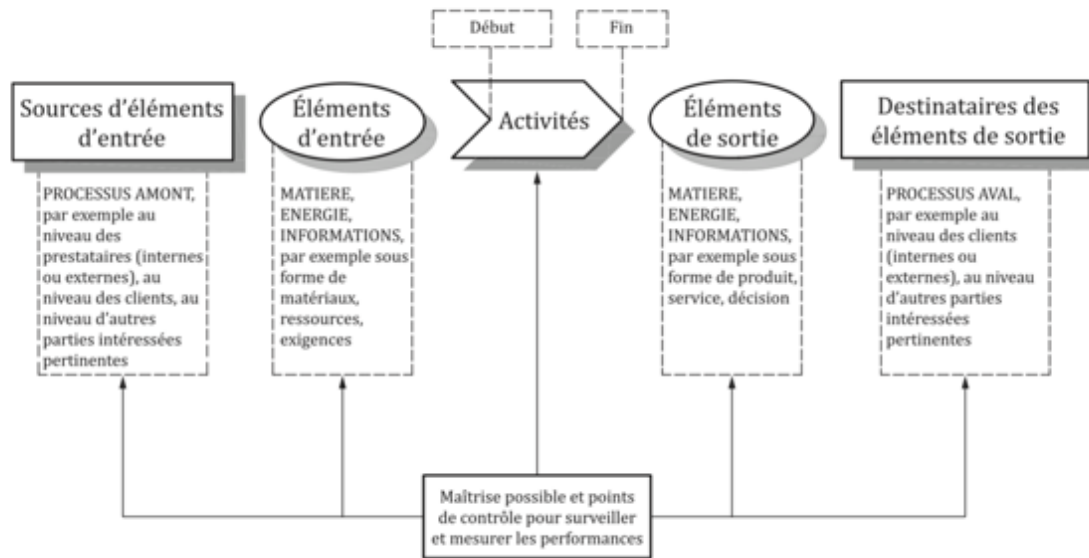 Début
Fin
Sources d'éléments
d'entrée
Éléments
d'entrée
Activités
Éléments
de sortie
Destinataires des
éléments de sortie
PROCESSUS AMONT,
par exemple au
niveau des
prestataires (internes
ou externes), au
niveau des clients, au
niveau d'autres
parties intéressées
pertinentes
MATIERE,
ENERGIE,
INFORMATIONS,
par exemple sous
forme de
matériaux,
ressources,
exigences
MATIERE,
ENERGIE,
INFORMATIONS,
par exemple sous
forme de produit,
service, décision
PROCESSUS AVAL,
par exemple au
niveau des clients
(internes ou
externes), au niveau
d'autres parties
intéressées
pertinentes
Maîtrise possible et points
de contrôle pour surveiller
et mesurer les performances